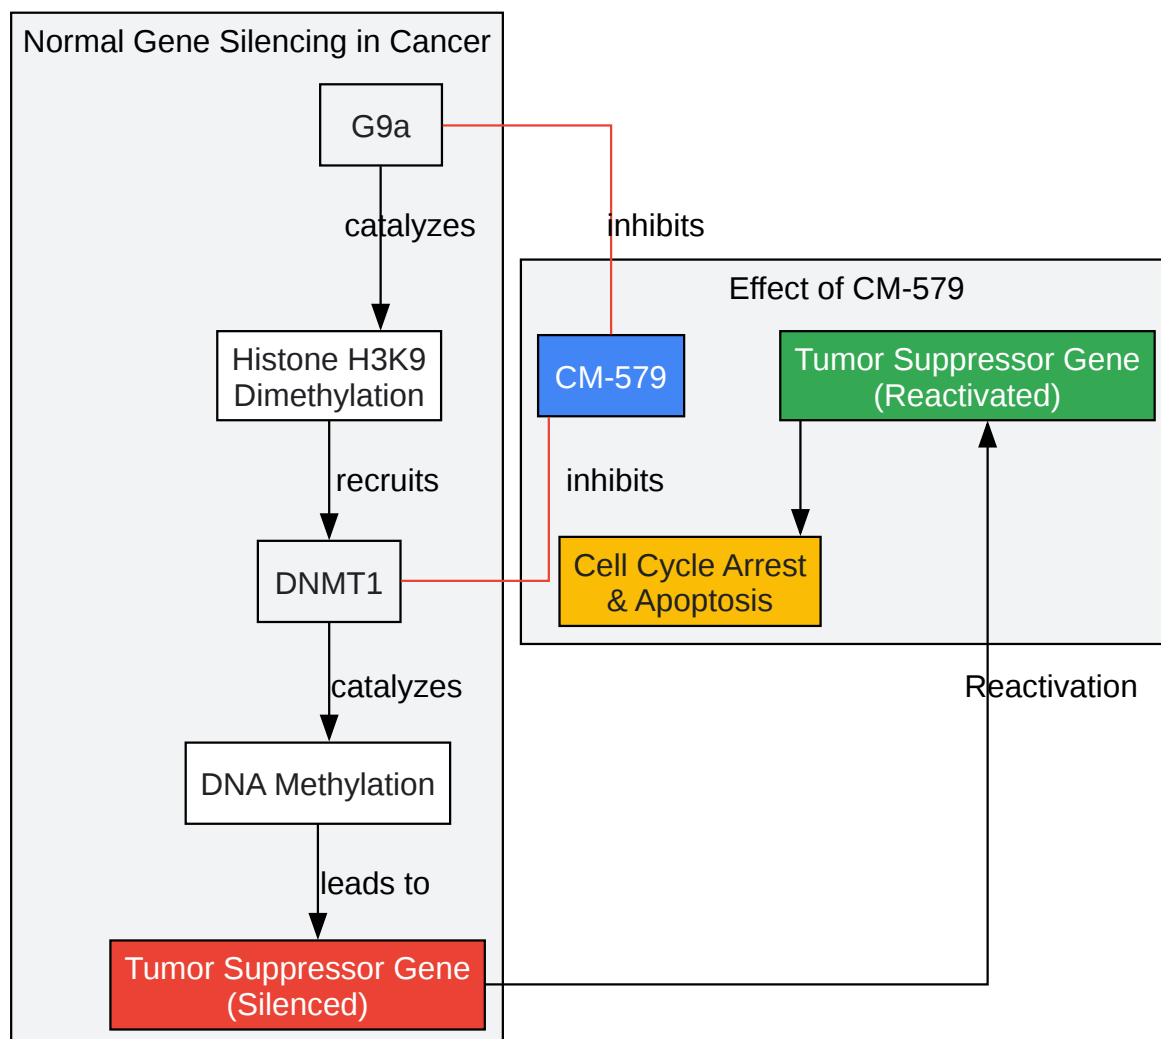 Normal Gene Silencing in Cancer
G9a
catalyzes
inhibits
Effect of CM-579
Histone H3K9
Dimethylation
CM-579
Tumor Suppressor Gene
(Reactivated)
recruits
inhibits
DNMT1
Cell Cycle Arrest
& Apoptosis
catalyzes
Reactivation
DNA Methylation
leads to
Tumor Suppressor Gene
(Silenced)